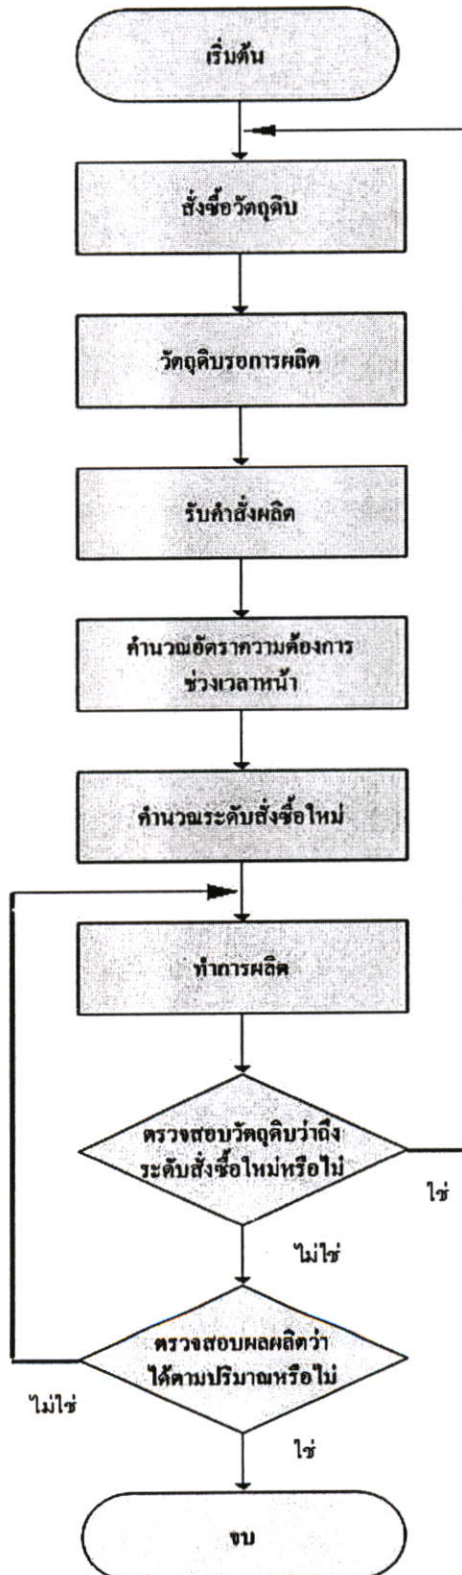 เริ่มต้น
สั่งซื้อวัตถุดิบ
วัตถุดิบรอการผลิต
รับคำสั่งผลิต
คำนวณอัตราความต้องการ
ช่วงเวลาหน้า
คำนวณระดับสั่งซื้อใหม่
ทำการผลิต
ตรวจสอบวัตถุดิบว่าถึง
ระดับสั่งซื้อใหม่หรือไม่
ใช่
ไม่ใช่
ตรวจสอบผลผลิตว่า
ได้ตามปริมาณหรือไม่
ไม่ใช่
ใช่
จบ